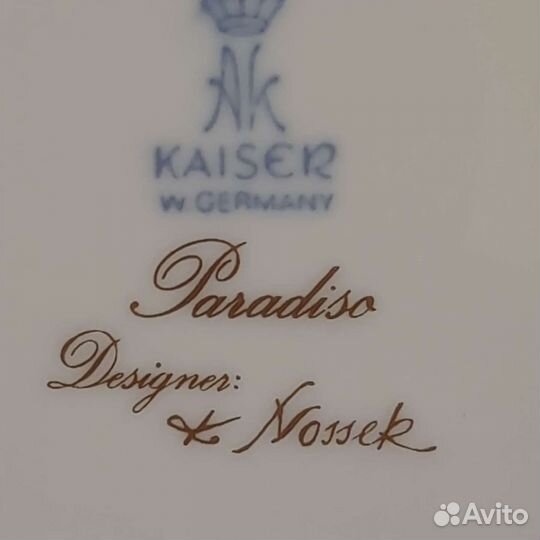 AK
KAISER
W. GERMANY
Paradiso
Designer:
K Nossek
Avito